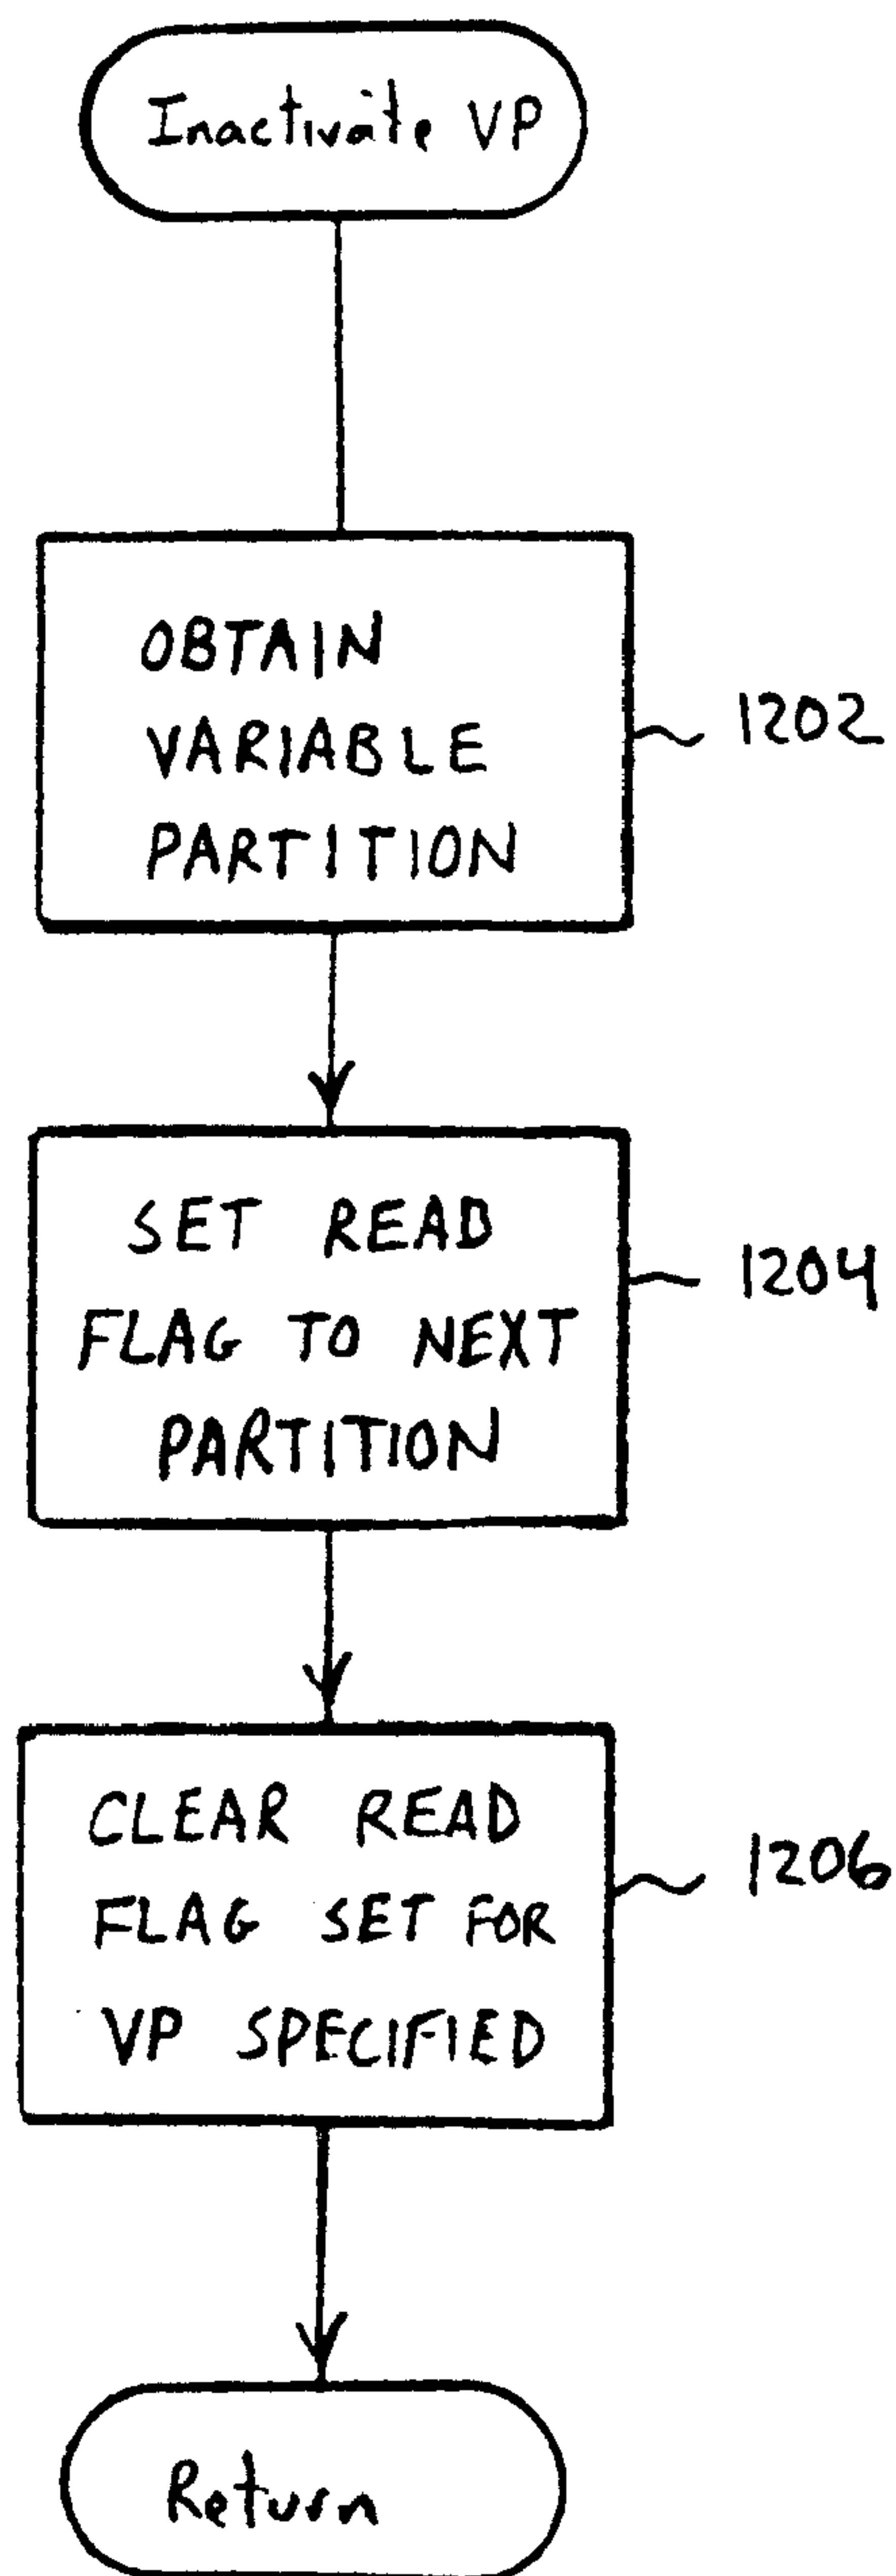 Inactivate VP
OBTAIN
VARIABLE
PARTITION
1202
SET READ
FLAG TO NEXT
PARTITION
1204
CLEAR READ
FLAG SET FOR
VP SPECIFIED
1206
Return